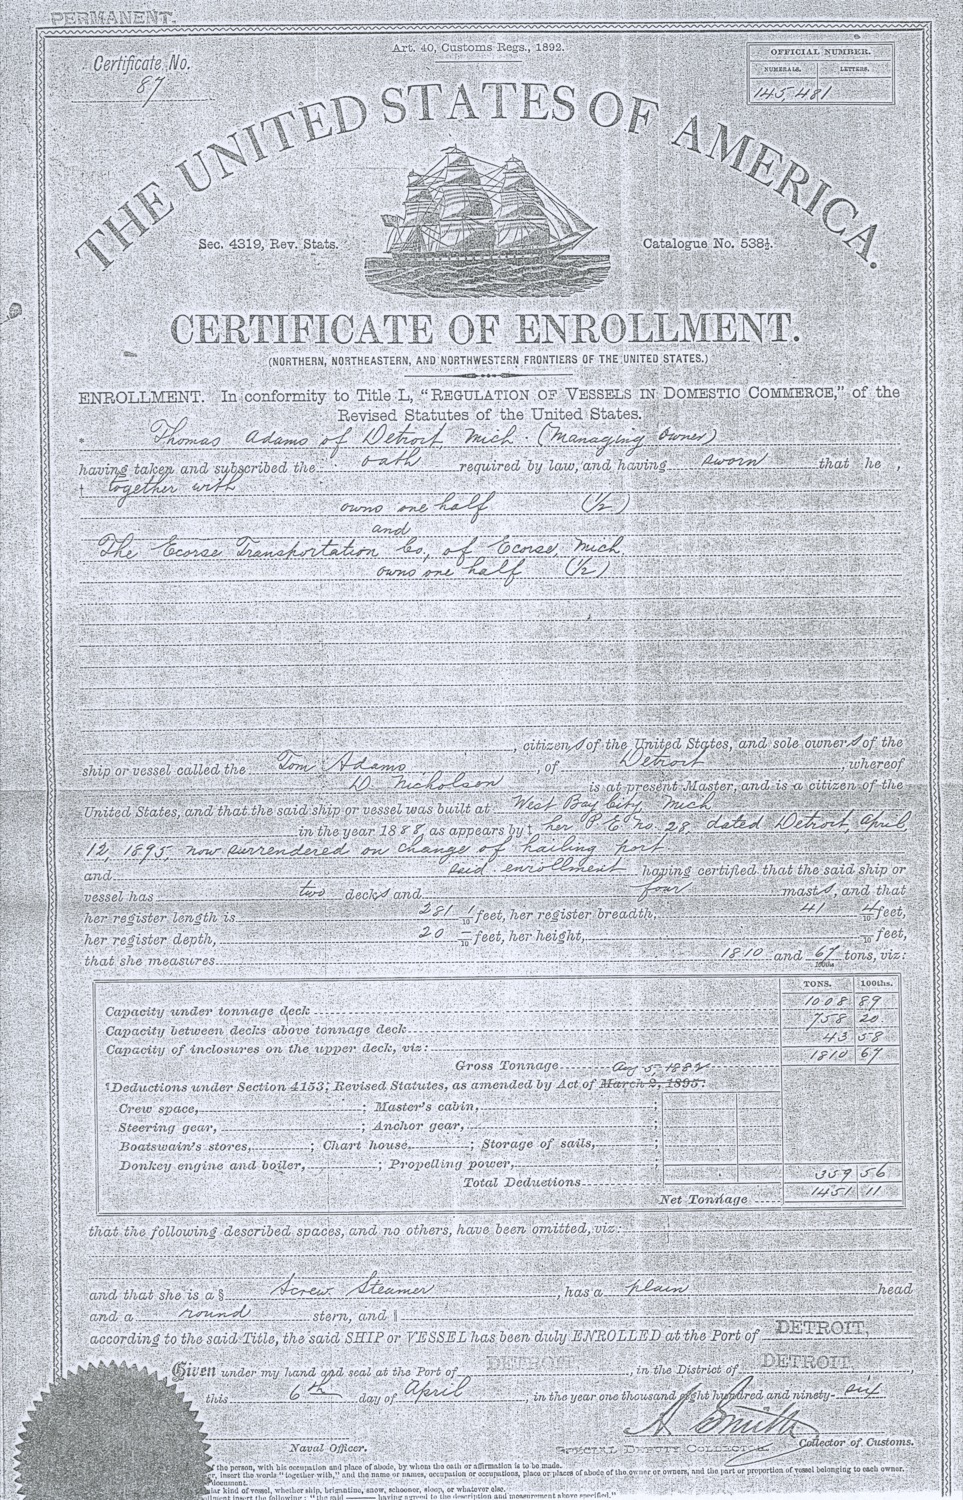 PERMANENT.
Art. 40, Customs Regs., 1892.
Certificate No.
87
OFFICIAL NUMBER.
NUMERALS. LETTERS.
145,481
THE UNITED STATES OF AMERICA.
Sec. 4319, Rev. Stats. Catalogue No. 538½.
CERTIFICATE OF ENROLLMENT.
(NORTHERN, NORTHEASTERN, AND NORTHWESTERN FRONTIERS OF THE UNITED STATES.)
ENROLLMENT. In conformity to Title L, “REGULATION OF VESSELS IN DOMESTIC COMMERCE,” of the
Revised Statutes of the United States.
* Thomas Adams of Detroit, Mich. (Managing Owner)
having taken and subscribed the oath required by law, and having sworn that he,
† together with
owns one half (1/2)
and
The Ecorse Transportation Co., of Ecorse, Mich
owns one half (1/2)
, citizens of the United States, and sole owners of the
ship or vessel called the Tom Adams, of Detroit, whereof
D. Nicholson is at present Master, and is a citizen of the
United States, and that the said ship or vessel was built at West Bay City, Mich
in the year 1888, as appears by ‡ her P. E. No. 28, dated Detroit, April,
12, 1895, now surrendered on change of hailing port
and said enrollment having certified that the said ship or
vessel has two decks and four masts, and that
her register length is 281 1/10 feet, her register breadth, 41 4/10 feet,
her register depth, 20 –/10 feet, her height, /10 feet,
that she measures 1810 and 67/100ths tons, viz:
TONS. 100ths.
Capacity under tonnage deck 1008 89
Capacity between decks above tonnage deck 758 20
Capacity of inclosures on the upper deck, viz: 43 58
Gross Tonnage 1810 67
Aug 5, 1882
¶ Deductions under Section 4153, Revised Statutes, as amended by Act of March 2, 1895:
Crew space, ; Master's cabin, ;
Steering gear, ; Anchor gear, ;
Boatswain's stores, ; Chart house, ; Storage of sails, ;
Donkey engine and boiler, ; Propelling power,
Total Deductions 359 56
Net Tonnage 1451 11
that the following described spaces, and no others, have been omitted, viz:
and that she is a § Screw Steamer, has a plain head
and a round stern, and ‖
according to the said Title, the said SHIP or VESSEL has been duly ENROLLED at the Port of DETROIT,
Given under my hand and seal at the Port of DETROIT, in the District of DETROIT,
this 6th day of April, in the year one thousand eight hundred and ninety-six
A Smith
Naval Officer. SPECIAL DEPUTY COLLECTOR Collector of Customs.
f the person, with his occupation and place of abode, by whom the oath or affirmation is to be made.
r, insert the words “together with,” and the name or names, occupation or occupations, place or places of abode of the owner or owners, and the part or proportion of vessel belonging to each owner.
document.
lar kind of vessel, whether ship, brigantine, snow, schooner, sloop, or whatever else.
llment insert the following: “the said —— having agreed to the description and measurement above specified.”